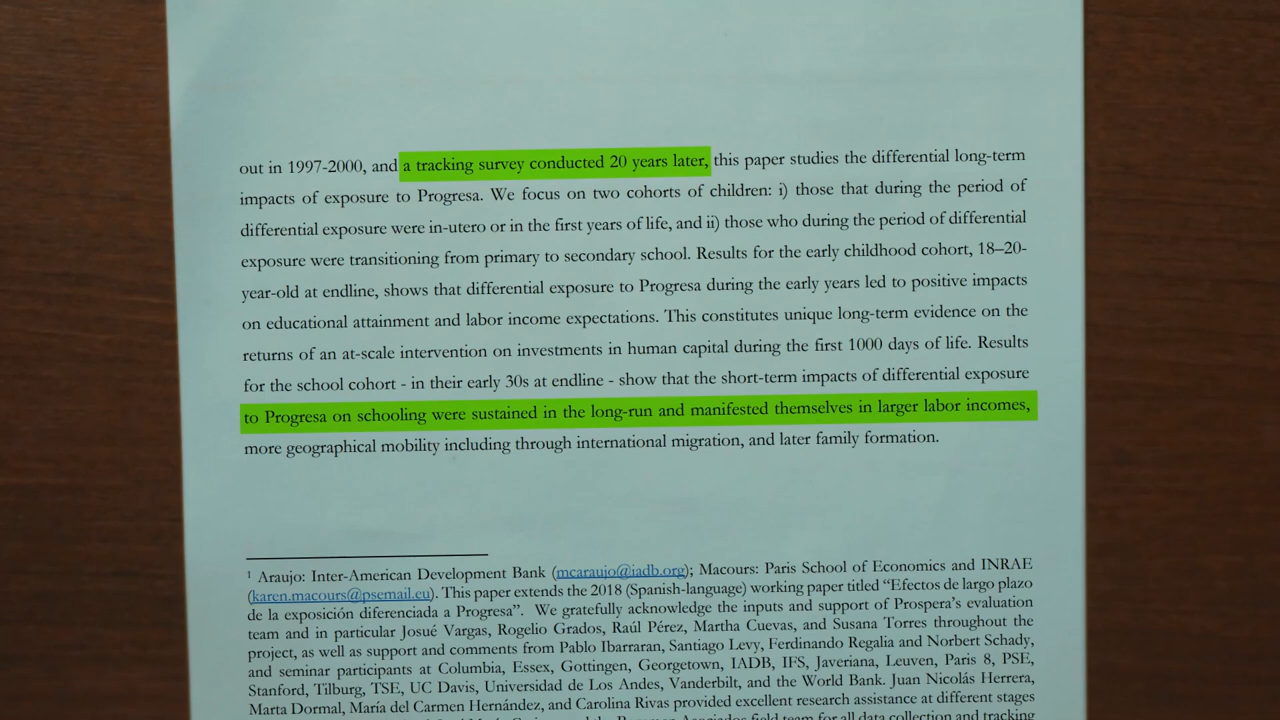 out in 1997-2000, and a tracking survey conducted 20 years later, this paper studies the differential long-term
impacts of exposure to Progresa. We focus on two cohorts of children: i) those that during the period of
differential exposure were in-utero or in the first years of life, and ii) those who during the period of differential
exposure were transitioning from primary to secondary school. Results for the early childhood cohort, 18–20-
year-old at endline, shows that differential exposure to Progresa during the early years led to positive impacts
on educational attainment and labor income expectations. This constitutes unique long-term evidence on the
returns of an at-scale intervention on investments in human capital during the first 1000 days of life. Results
for the school cohort - in their early 30s at endline - show that the short-term impacts of differential exposure
to Progresa on schooling were sustained in the long-run and manifested themselves in larger labor incomes,
more geographical mobility including through international migration, and later family formation.
1 Araujo: Inter-American Development Bank (mcaraujo@iadb.org); Macours: Paris School of Economics and INRAE
(karen.macours@psemail.eu). This paper extends the 2018 (Spanish-language) working paper titled “Efectos de largo plazo
de la exposición diferenciada a Progresa”. We gratefully acknowledge the inputs and support of Prospera’s evaluation
team and in particular Josué Vargas, Rogelio Grados, Raúl Pérez, Martha Cuevas, and Susana Torres throughout the
project, as well as support and comments from Pablo Ibarraran, Santiago Levy, Ferdinando Regalia and Norbert Schady,
and seminar participants at Columbia, Essex, Gottingen, Georgetown, IADB, IFS, Javeriana, Leuven, Paris 8, PSE,
Stanford, Tilburg, TSE, UC Davis, Universidad de Los Andes, Vanderbilt, and the World Bank. Juan Nicolás Herrera,
Marta Dormal, María del Carmen Hernández, and Carolina Rivas provided excellent research assistance at different stages
field team for all data collection and tracking